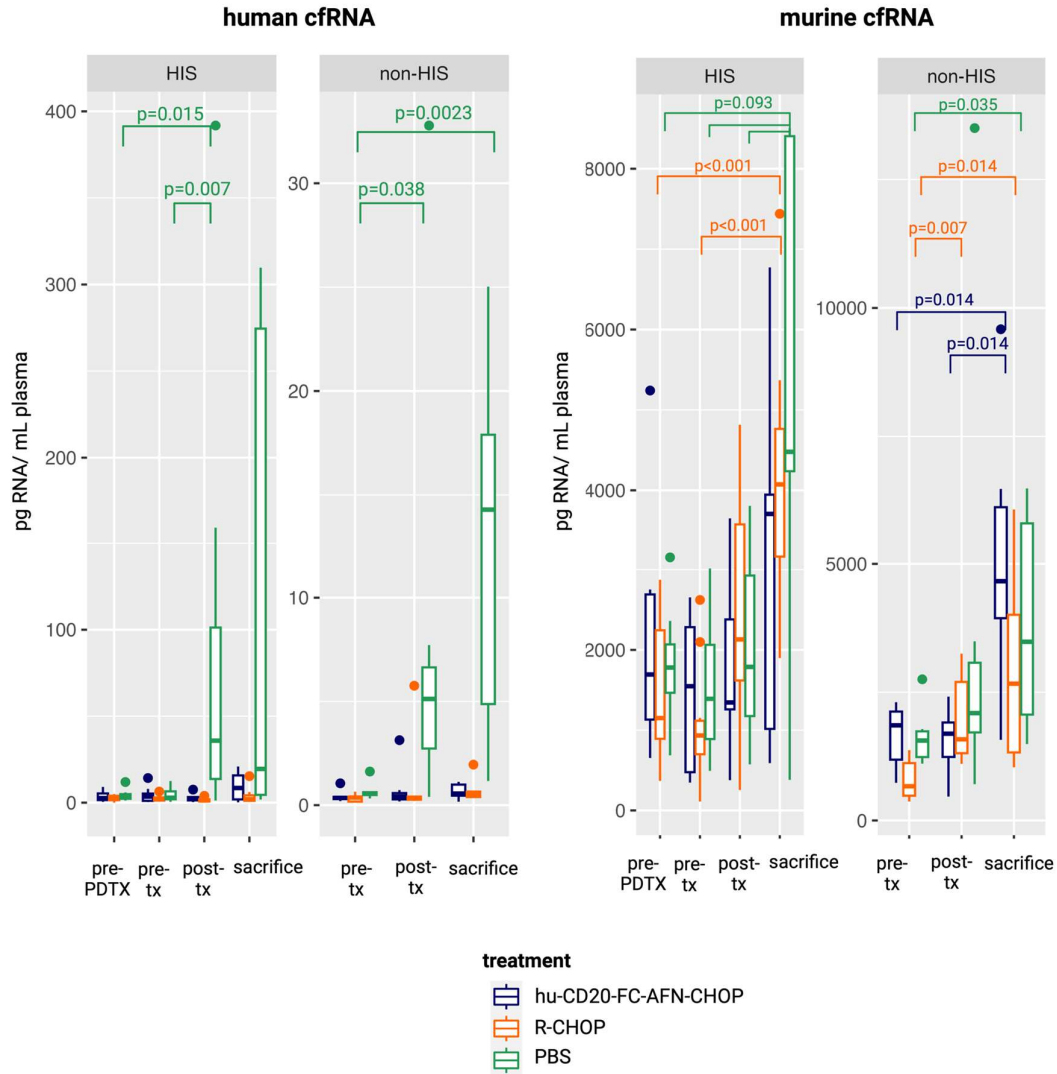 human cfRNA
murine cfRNA
HIS
non-HIS
HIS
non-HIS
pg RNA/ mL plasma
400
300
200
100
0
p=0.015
p=0.007
30
20
10
0
p=0.0023
p=0.038
pre-PDTX
pre-tx
post-tx
sacrifice
pre-tx
post-tx
sacrifice
pg RNA/ mL plasma
8000
6000
4000
2000
0
p=0.093
p<0.001
p<0.001
10000
5000
0
p=0.035
p=0.014
p=0.007
p=0.014
p=0.014
pre-
PDTX
pre-
tx
post-
tx
sacrifice
pre-
tx
post-
tx
sacrifice
treatment
hu-CD20-FC-AFN-CHOP
R-CHOP
PBS